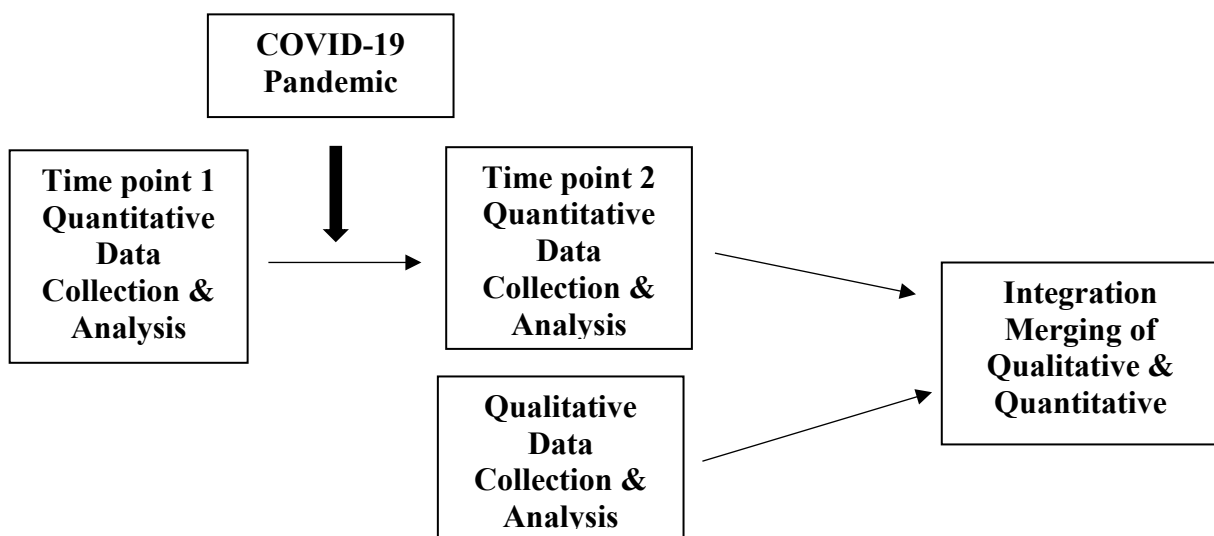 COVID-19
Pandemic
Time point 1
Quantitative
Data
Collection &
Analysis
Time point 2
Quantitative
Data
Collection &
Analysis
Qualitative
Data
Collection &
Analysis
Integration
Merging of
Qualitative &
Quantitative